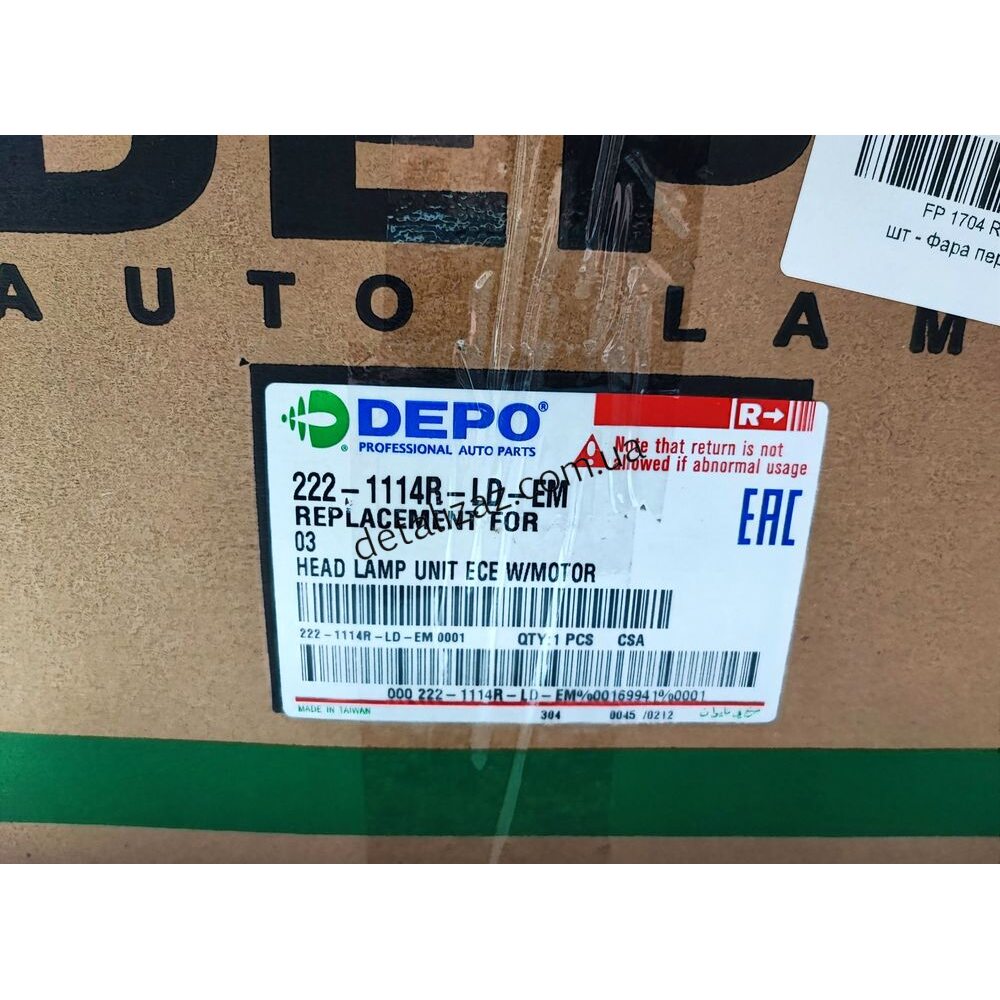 DEP
AUTO LAM
FP 1704 R
шт - Фара пер
DEPO®
PROFESSIONAL AUTO PARTS
R→
Note that return is not
allowed if abnormal usage
222-1114R-LD-EM
REPLACEMENT FOR
03
HEAD LAMP UNIT ECE W/MOTOR
EAC
222-1114R-LD-EM 0001 QTY:1 PCS CSA
000 222-1114R-LD-EM%00169941%0001
MADE IN TAIWAN 304 0045 /0212
detalizaz.com.ua